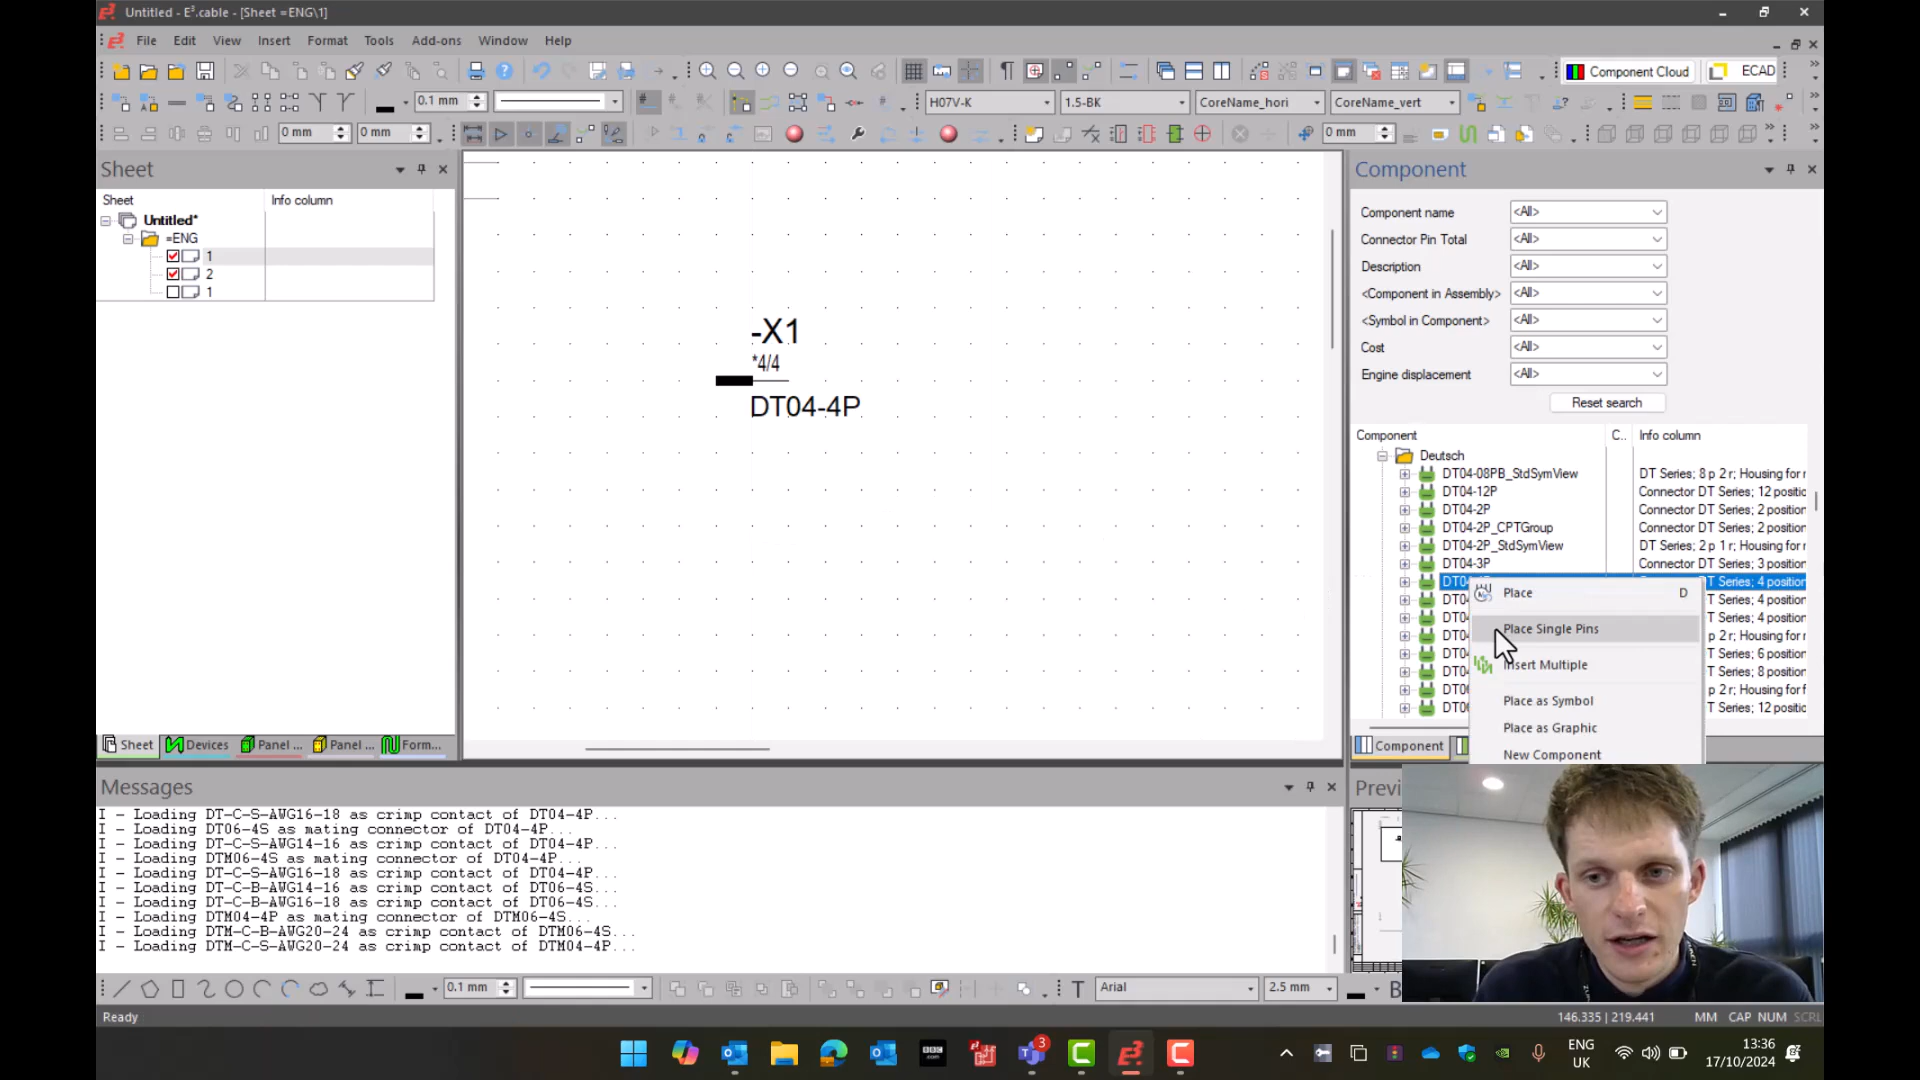 Untitled - E³.cable - [Sheet =ENG\1]
File Edit View Insert Format Tools Add-ons Window Help
Component Cloud ECAD
0.1 mm H07V-K 1.5-BK CoreName_hori CoreName_vert
0 mm 0 mm 0 mm
Sheet
Sheet Info column
Untitled*
=ENG
1
2
1
Sheet Devices Panel ... Panel ... Form...
-X1
*4/4
DT04-4P
Component
Component name <All>
Connector Pin Total <All>
Description <All>
<Component in Assembly> <All>
<Symbol in Component> <All>
Cost <All>
Engine displacement <All>
Reset search
Component C.. Info column
Deutsch
DT04-08PB_StdSymView DT Series; 8 p 2 r; Housing for
DT04-12P Connector DT Series; 12 positic
DT04-2P Connector DT Series; 2 position
DT04-2P_CPTGroup Connector DT Series; 2 position
DT04-2P_StdSymView DT Series; 2 p 1 r; Housing for
DT04-3P Connector DT Series; 3 position
T Series; 4 position
T Series; 4 position
T Series; 4 position
p 2 r; Housing for
T Series; 6 position
T Series; 8 position
p 2 r; Housing for
T Series; 12 position
Place D
Place Single Pins
Insert Multiple
Place as Symbol
Place as Graphic
New Component
Component
Messages
I - Loading DT-C-S-AWG16-18 as crimp contact of DT04-4P...
I - Loading DT06-4S as mating connector of DT04-4P...
I - Loading DT-C-S-AWG14-16 as crimp contact of DT04-4P...
I - Loading DTM06-4S as mating connector of DT04-4P...
I - Loading DT-C-S-AWG16-18 as crimp contact of DT04-4P...
I - Loading DT-C-B-AWG14-16 as crimp contact of DT06-4S...
I - Loading DT-C-B-AWG16-18 as crimp contact of DT06-4S...
I - Loading DTM04-4P as mating connector of DTM06-4S...
I - Loading DTM-C-B-AWG20-24 as crimp contact of DTM06-4S...
I - Loading DTM-C-S-AWG20-24 as crimp contact of DTM04-4P...
Previ
0.1 mm T Arial 2.5 mm B
Ready 146.335 | 219.441 MM CAP NUM SCRL
3
ENG
UK
13:36
17/10/2024